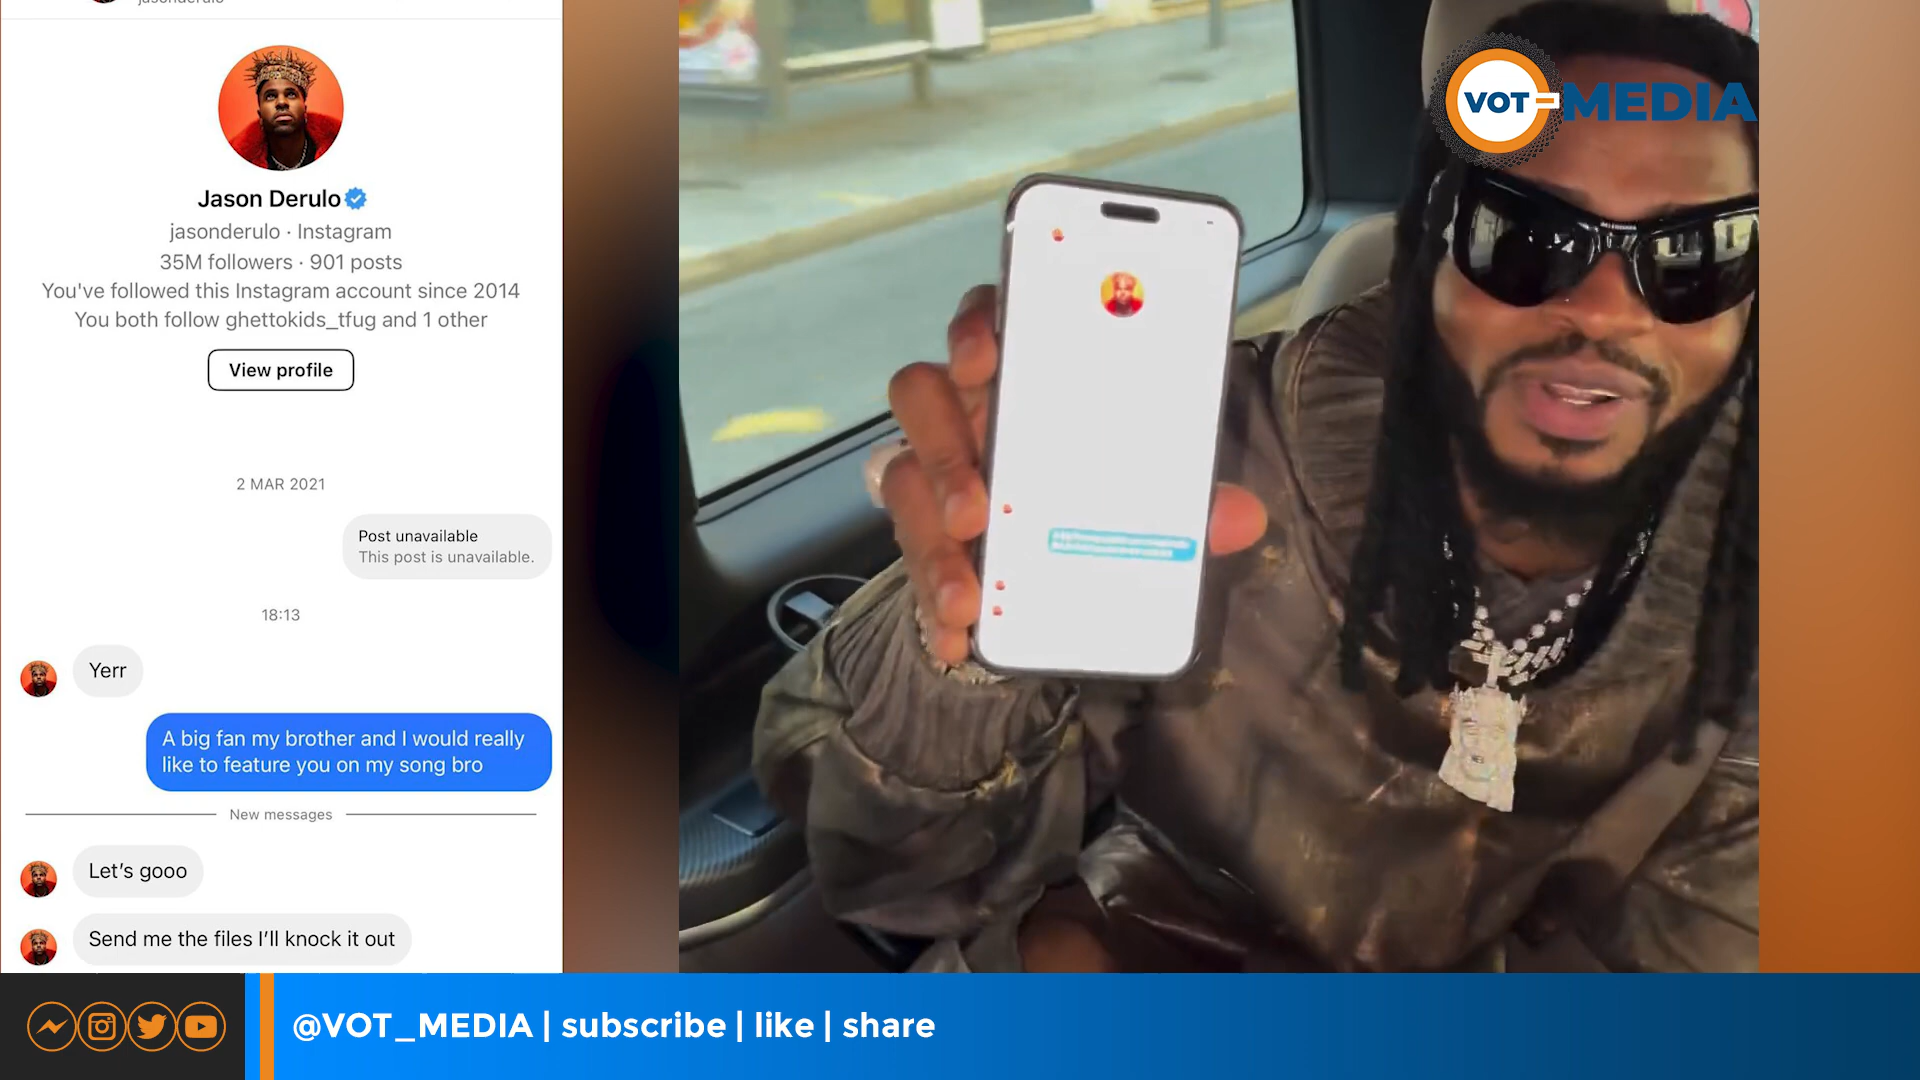 Jason Derulo
jasonderulo · Instagram
35M followers · 901 posts
You've followed this Instagram account since 2014
You both follow ghettokids_tfug and 1 other
View profile
2 MAR 2021
Post unavailable
This post is unavailable.
18:13
Yerr
A big fan my brother and I would really
like to feature you on my song bro
New messages
Let's gooo
Send me the files I'll knock it out
VOT-MEDIA
@VOT_MEDIA | subscribe | like | share